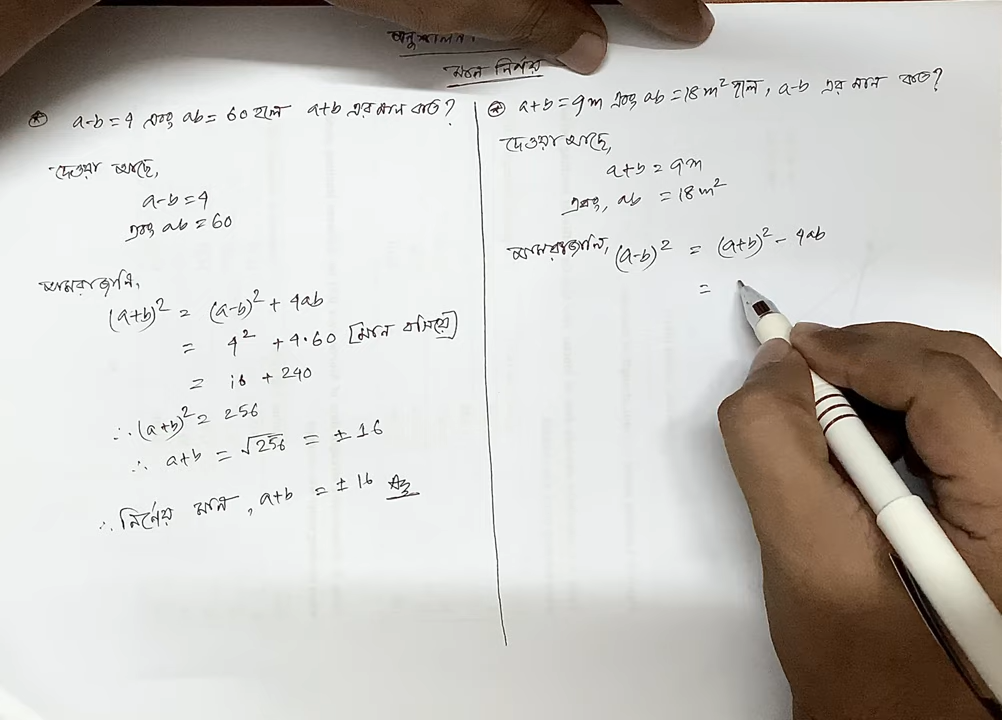 অনুশীলন।
মান নির্ণয়
a-b = 4 এবং ab = 60 হলে a+b এর মান কত?
দেওয়া আছে,
a-b = 4
এবং ab = 60
আমরা জানি,
(a+b)² = (a-b)² + 4ab
= 4² + 4·60 [মান বসিয়ে]
= 16 + 240
∴ (a+b)² = 256
∴ a+b = √256 = ±16
∴ নির্ণেয় মান, a+b = ±16
a+b = 9m এবং ab = 18m² হলে, a-b এর মান কত?
দেওয়া আছে,
a+b = 9m
এবং, ab = 18m²
আমরা জানি, (a-b)² = (a+b)² - 4ab
=